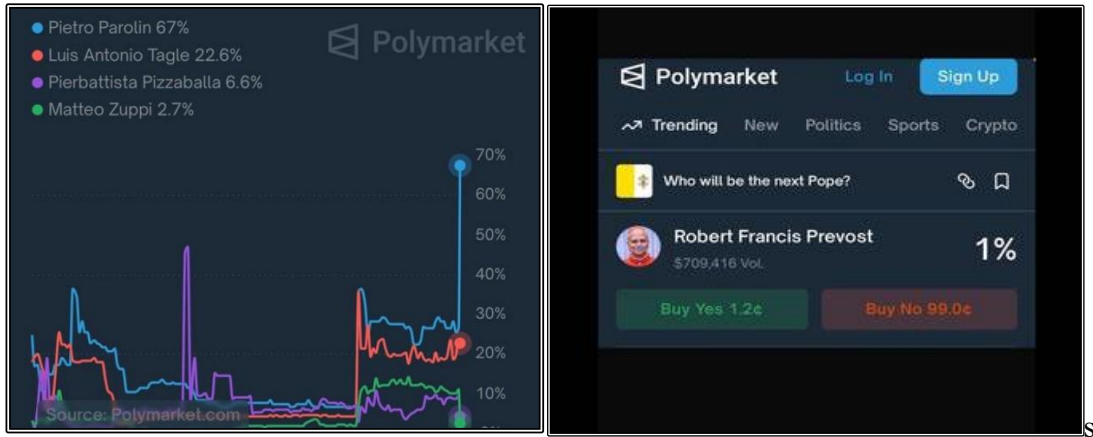 Pietro Parolin 67%
Luis Antonio Tagle 22.6%
Pierbattista Pizzaballa 6.6%
Matteo Zuppi 2.7%
Polymarket
70%
60%
50%
40%
30%
20%
10%
Source: Polymarket.com
Polymarket Log In Sign Up
Trending New Politics Sports Crypto
Who will be the next Pope?
Robert Francis Prevost
$709,416 Vol.
1%
Buy Yes 1.2¢ Buy No 99.0¢
s